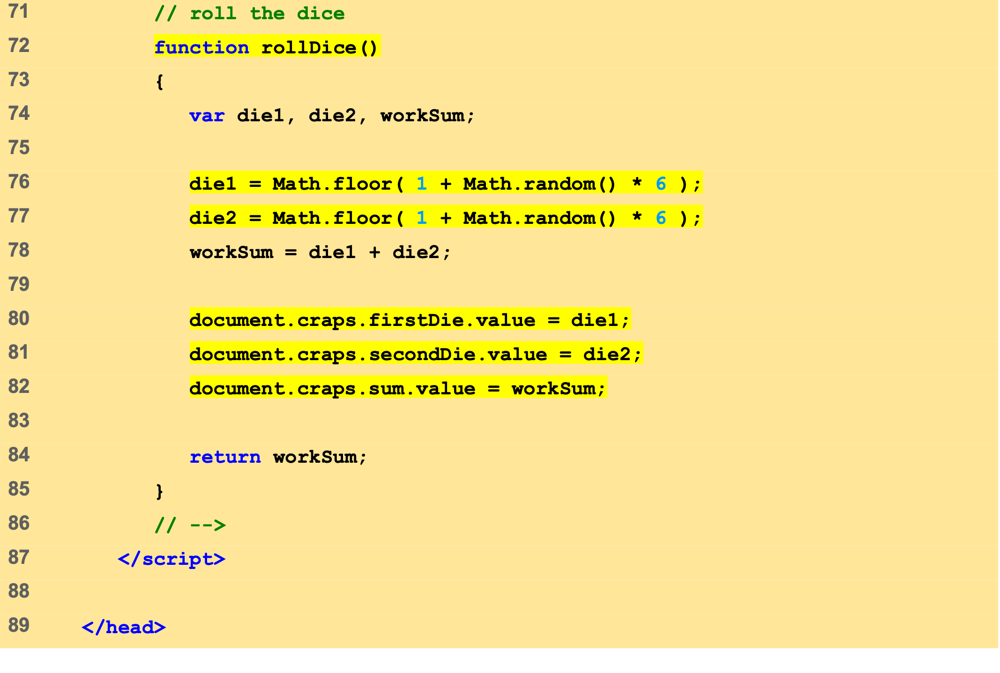 71 // roll the dice
72 function rollDice()
73 {
74 var die1, die2, workSum;
75
76 die1 = Math.floor( 1 + Math.random() * 6 );
77 die2 = Math.floor( 1 + Math.random() * 6 );
78 workSum = die1 + die2;
79
80 document.craps.firstDie.value = die1;
81 document.craps.secondDie.value = die2;
82 document.craps.sum.value = workSum;
83
84 return workSum;
85 }
86 // -->
87 </script>
88
89 </head>